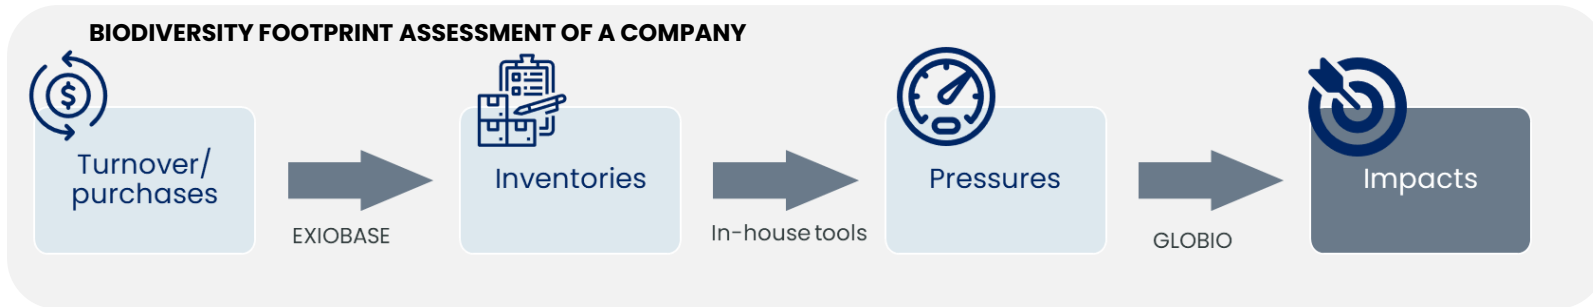 BIODIVERSITY FOOTPRINT ASSESSMENT OF A COMPANY
$
Turnover/
purchases
EXIOBASE
Inventories
In-house tools
Pressures
GLOBIO
Impacts